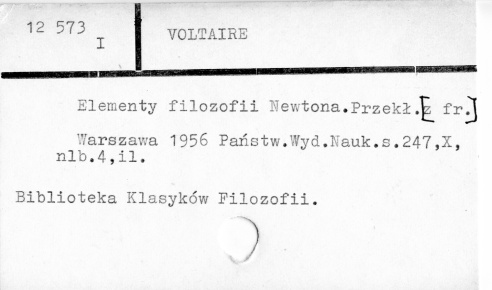 12 573
I
VOLTAIRE
Elementy filozofii Newtona.Przekł.[z fr.]
Warszawa 1956 Państw.Wyd.Nauk.s.247,X,
nlb.4,il.
Biblioteka Klasyków Filozofii.